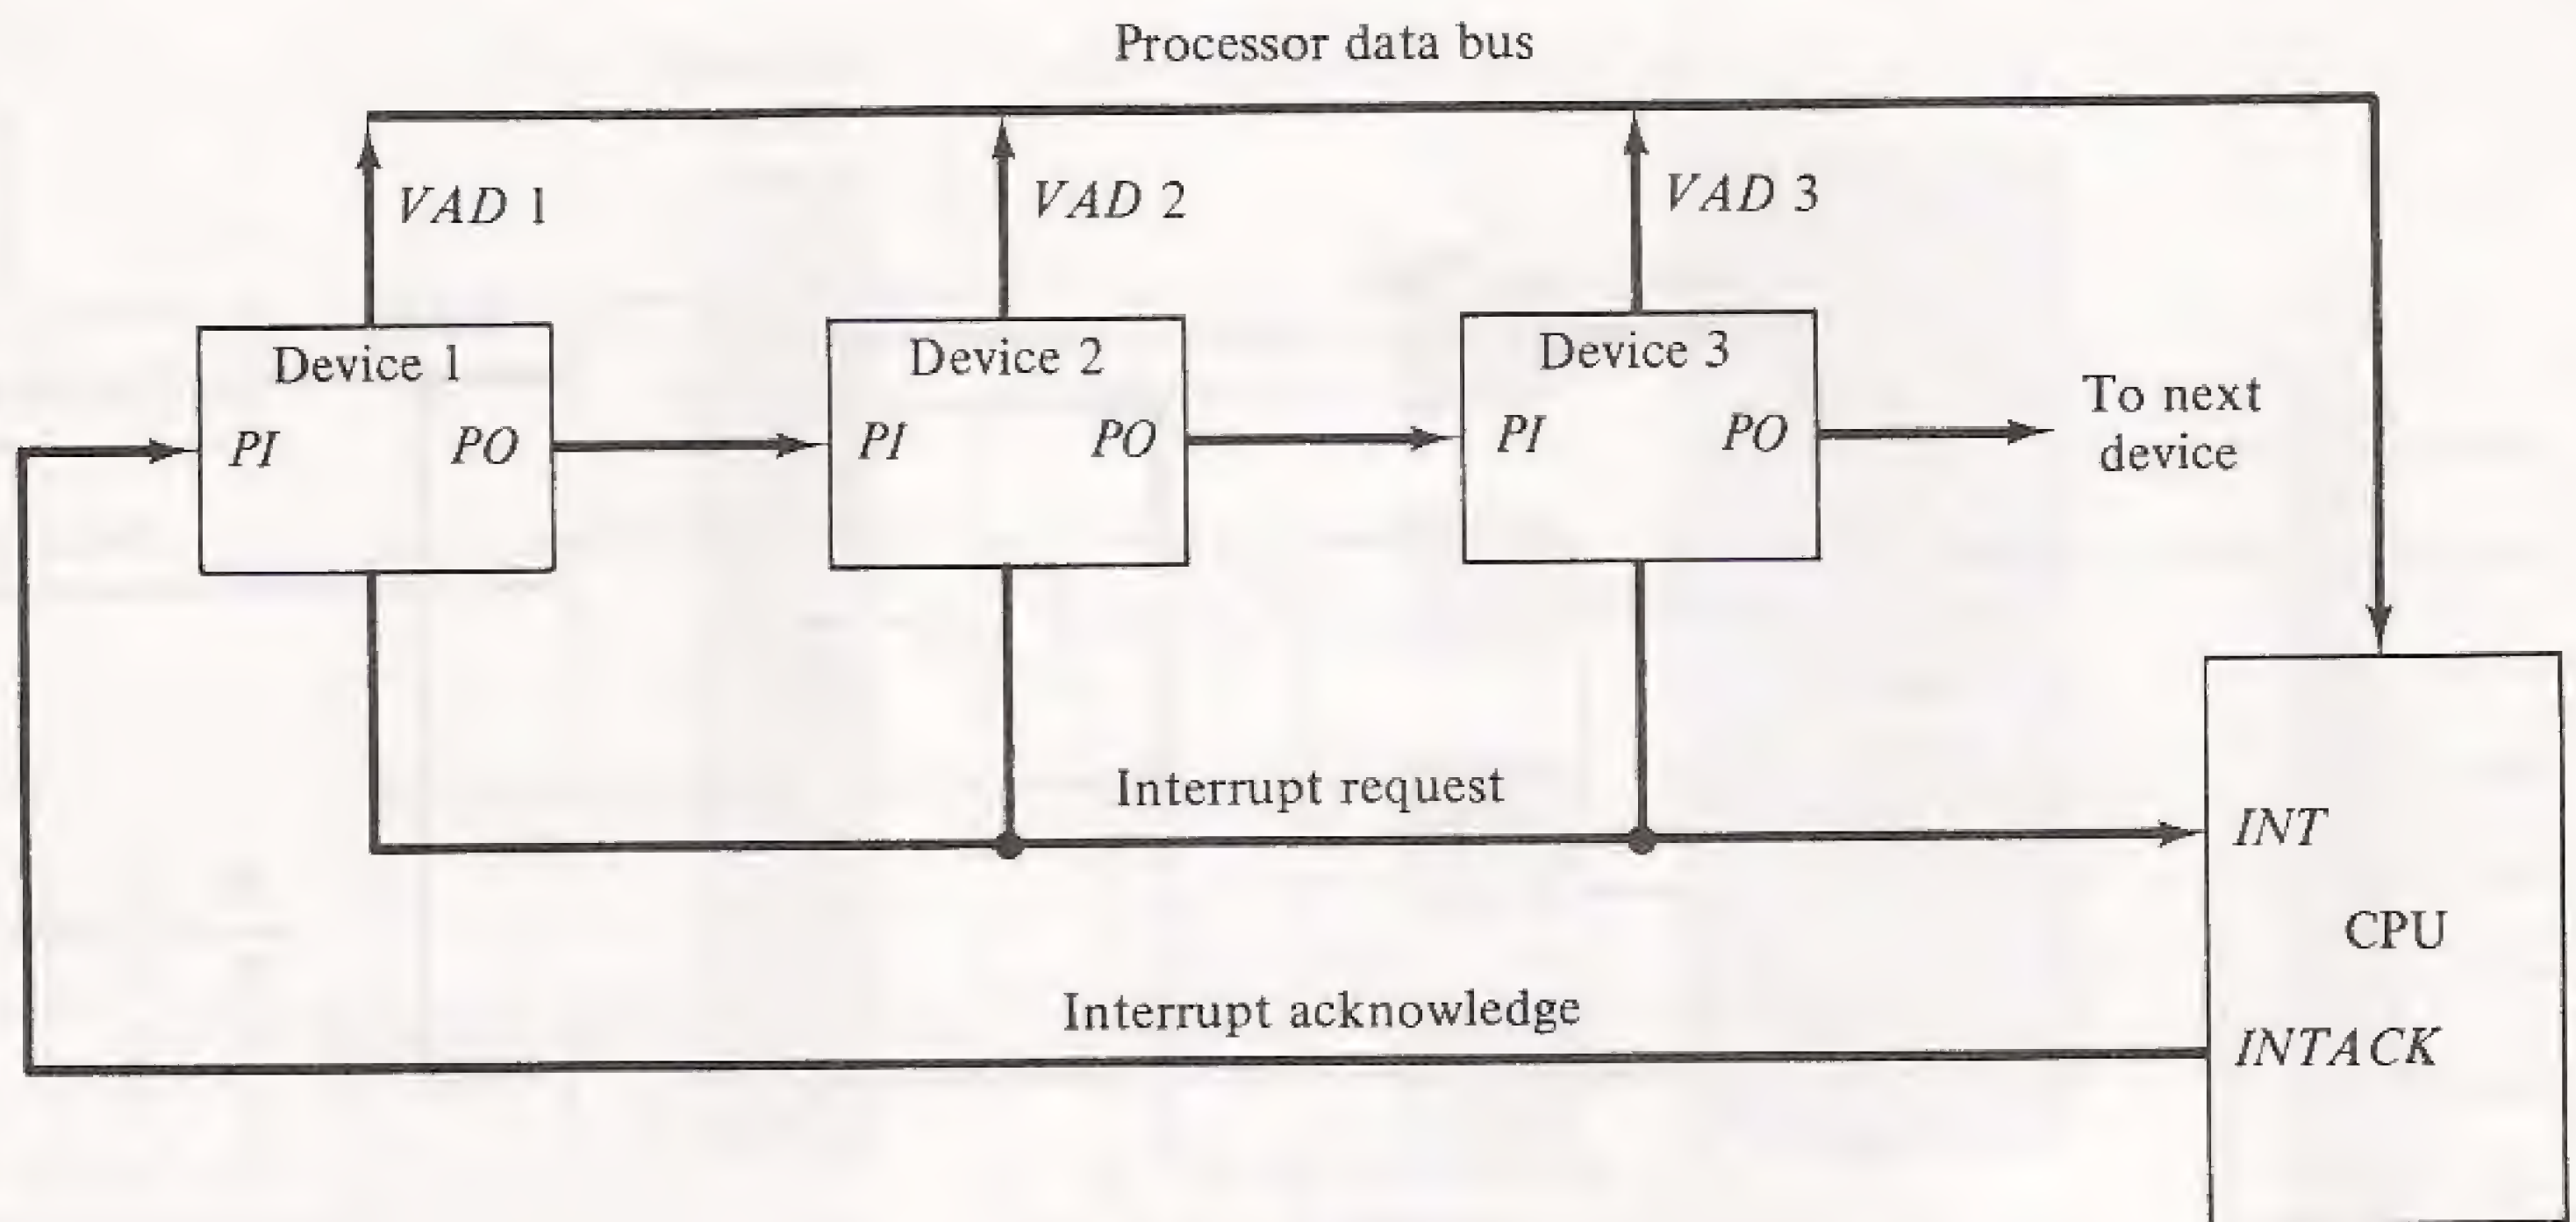 Processor data bus
VAD 1
VAD 2
VAD 3
Device 1
Device 2
Device 3
PI
PO
PI
PO
PI
PO
To next
device
Interrupt request
INT
CPU
Interrupt acknowledge
INTACK